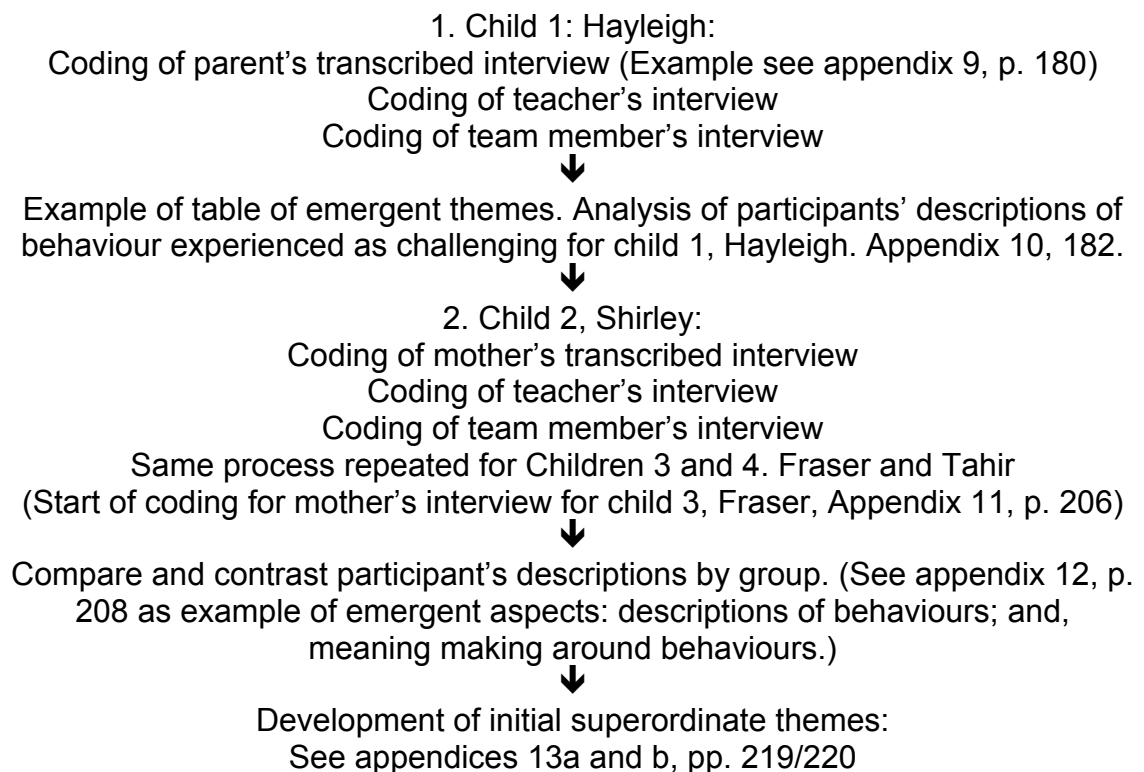 1. Child 1: Hayleigh:
Coding of parent’s transcribed interview (Example see appendix 9, p. 180)
Coding of teacher’s interview
Coding of team member’s interview
🡻
Example of table of emergent themes. Analysis of participants’ descriptions of
behaviour experienced as challenging for child 1, Hayleigh. Appendix 10, 182.
🡻
2. Child 2, Shirley:
Coding of mother’s transcribed interview
Coding of teacher’s interview
Coding of team member’s interview
Same process repeated for Children 3 and 4. Fraser and Tahir
(Start of coding for mother’s interview for child 3, Fraser, Appendix 11, p. 206)
🡻
Compare and contrast participant’s descriptions by group. (See appendix 12, p.
208 as example of emergent aspects: descriptions of behaviours; and,
meaning making around behaviours.)
🡻
Development of initial superordinate themes:
See appendices 13a and b, pp. 219/220